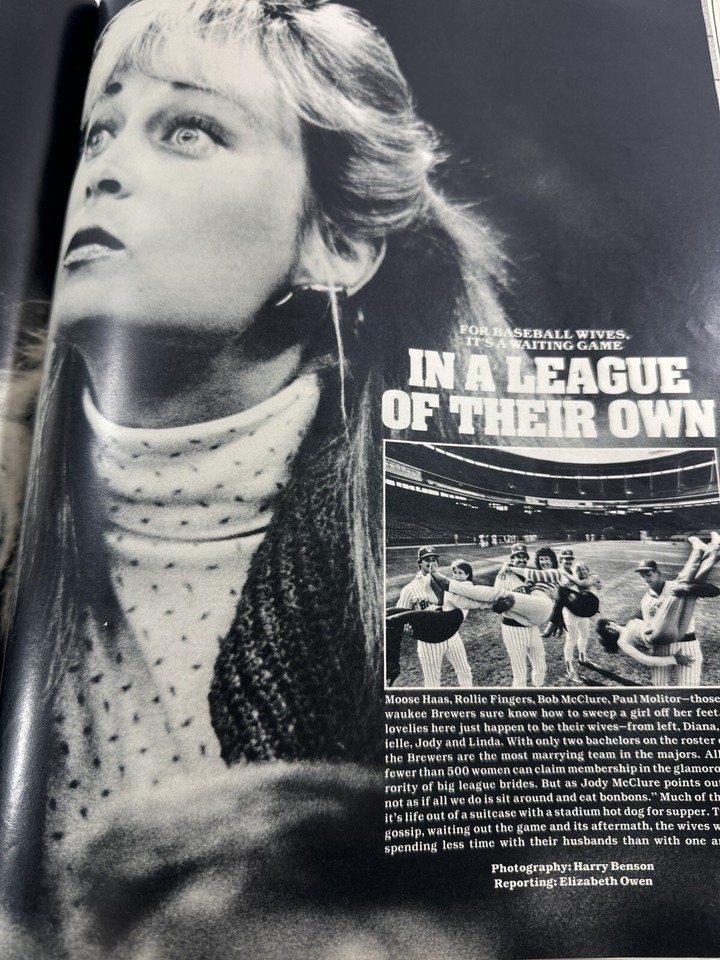 FOR BASEBALL WIVES,
IT'S A WAITING GAME
IN A LEAGUE
OF THEIR OWN
Moose Haas, Rollie Fingers, Bob McClure, Paul Molitor—those
waukee Brewers sure know how to sweep a girl off her feet.
lovelies here just happen to be their wives—from left, Diana,
ielle, Jody and Linda. With only two bachelors on the roster
the Brewers are the most marrying team in the majors. All
fewer than 500 women can claim membership in the glamoro
rority of big league brides. But as Jody McClure points out
not as if all we do is sit around and eat bonbons." Much of th
it's life out of a suitcase with a stadium hot dog for supper. T
gossip, waiting out the game and its aftermath, the wives w
spending less time with their husbands than with one a
Photography: Harry Benson
Reporting: Elizabeth Owen